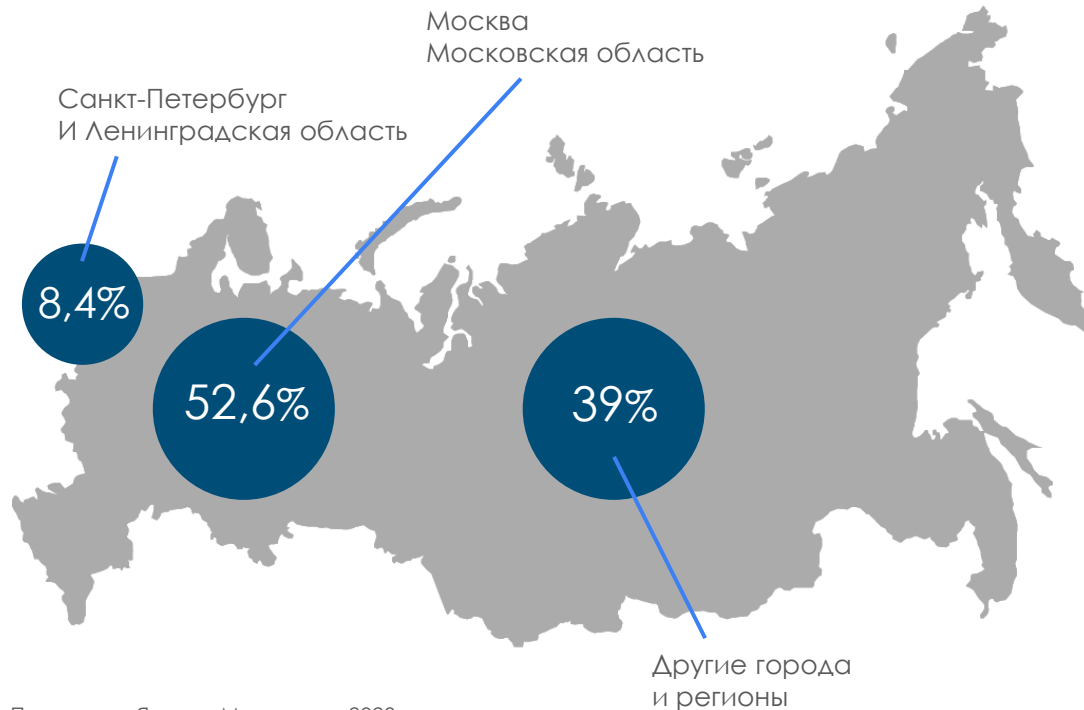 Москва
Московская область
Санкт-Петербург
И Ленинградская область
8,4%
52,6%
39%
Другие города
и регионы